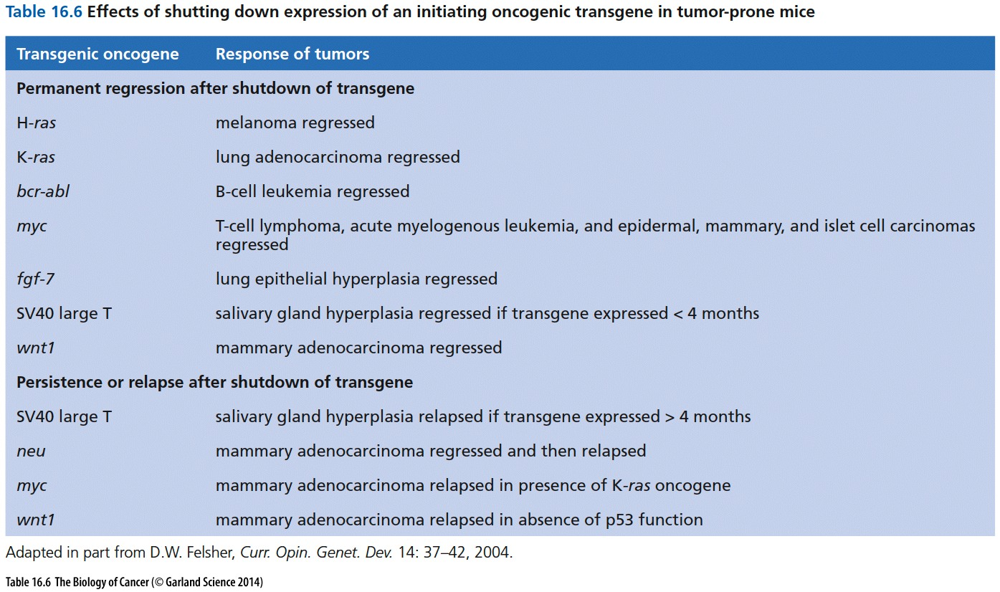 Table 16.6 Effects of shutting down expression of an initiating oncogenic transgene in tumor-prone mice
Transgenic oncogene Response of tumors
Permanent regression after shutdown of transgene
H-ras melanoma regressed
K-ras lung adenocarcinoma regressed
bcr-abl B-cell leukemia regressed
myc T-cell lymphoma, acute myelogenous leukemia, and epidermal, mammary, and islet cell carcinomas
regressed
fgf-7 lung epithelial hyperplasia regressed
SV40 large T salivary gland hyperplasia regressed if transgene expressed < 4 months
wnt1 mammary adenocarcinoma regressed
Persistence or relapse after shutdown of transgene
SV40 large T salivary gland hyperplasia relapsed if transgene expressed > 4 months
neu mammary adenocarcinoma regressed and then relapsed
myc mammary adenocarcinoma relapsed in presence of K-ras oncogene
wnt1 mammary adenocarcinoma relapsed in absence of p53 function
Adapted in part from D.W. Felsher, Curr. Opin. Genet. Dev. 14: 37–42, 2004.
Table 16.6 The Biology of Cancer (© Garland Science 2014)